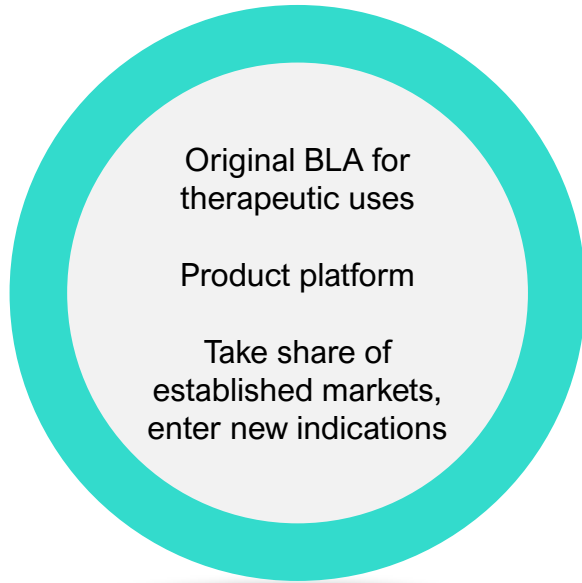 Original BLA for
therapeutic uses
Product platform
Take share of
established markets,
enter new indications